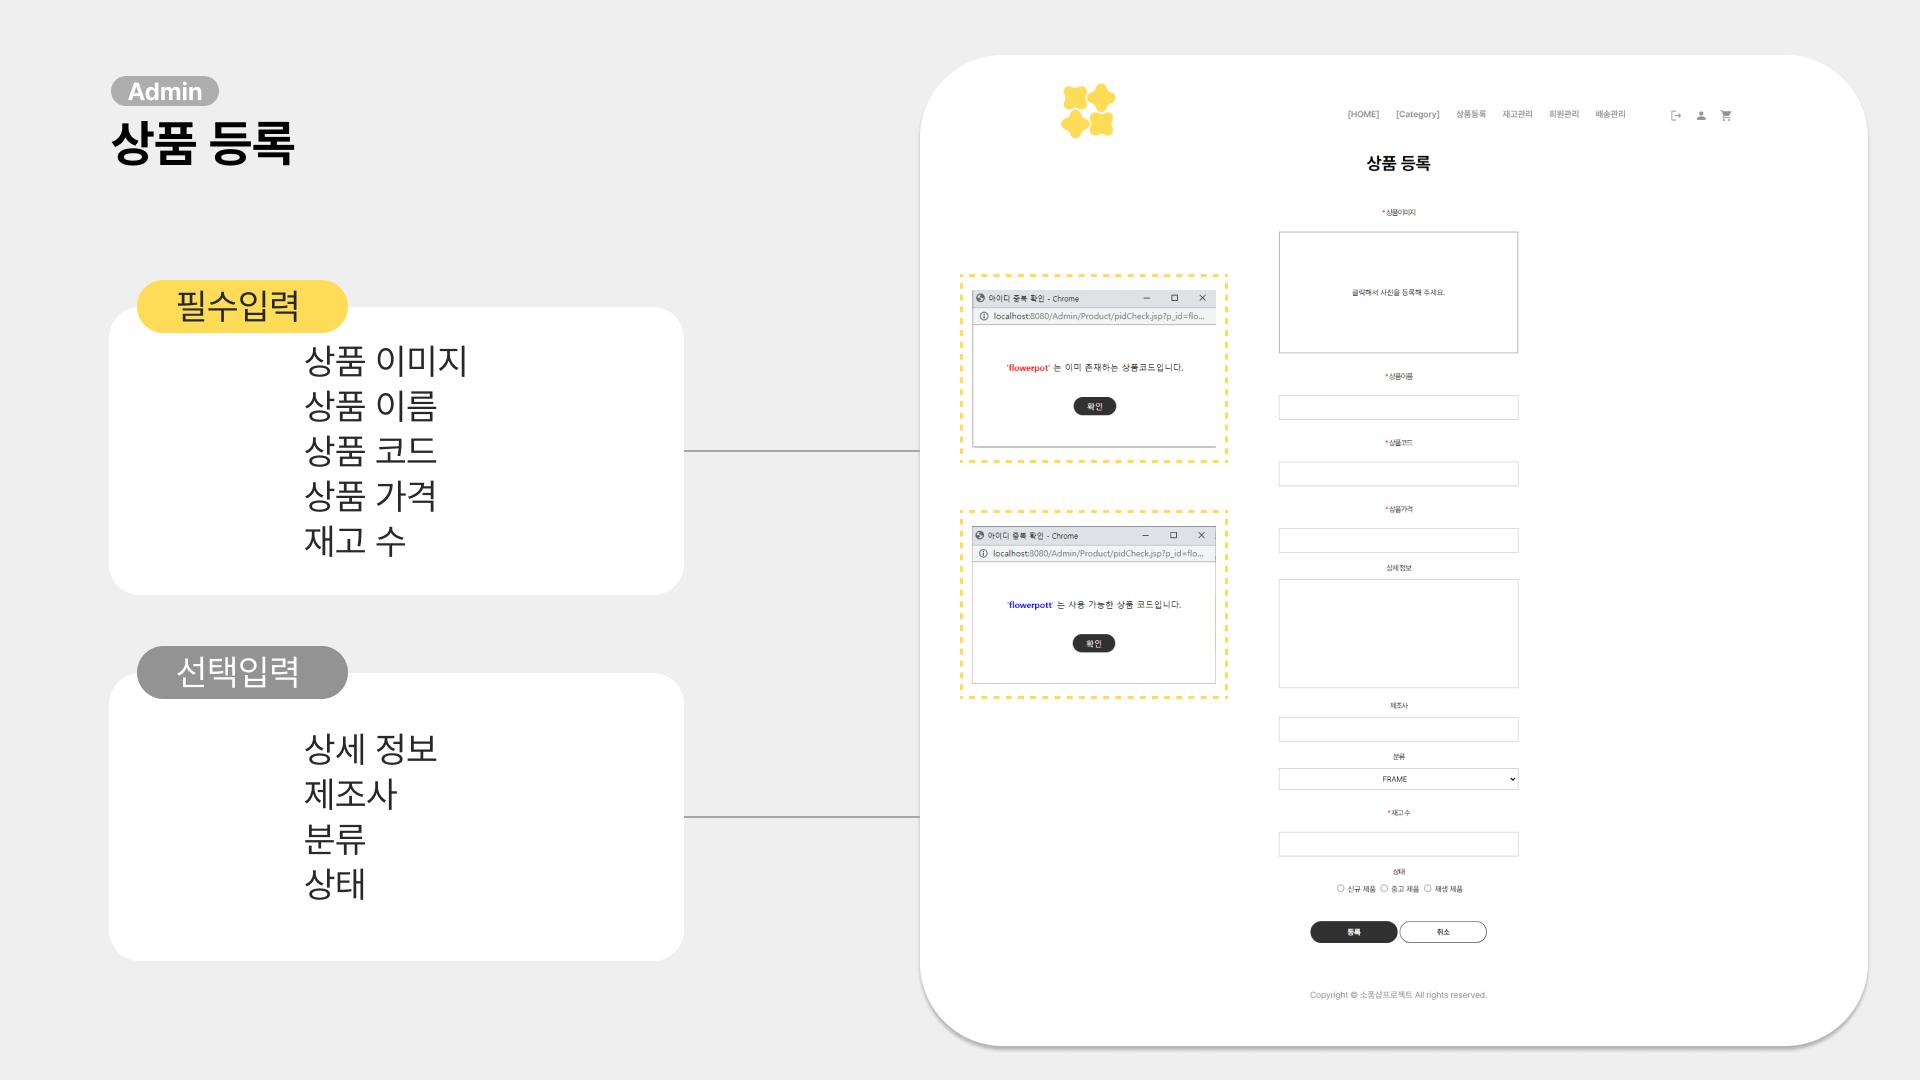 Admin
상품 등록
필수입력
상품 이미지
상품 이름
상품 코드
상품 가격
재고 수
선택입력
상세 정보
제조사
분류
상태
[HOME] [Category] 상품등록 재고관리 회원관리 배송관리
상품 등록
*상품이미지
클릭해서 사진을 등록해 주세요.
*상품이름
*상품코드
*상품가격
상세정보
제조사
분류
FRAME
*재고수
상태
신규 제품 중고 제품 재생 제품
등록 취소
Copyright © 소품샵프로젝트 All rights reserved.
아이디 중복 확인 - Chrome
localhost:8080/Admin/Product/pidCheck.jsp?p_id=flo...
'flowerpot' 는 이미 존재하는 상품코드입니다.
확인
아이디 중복 확인 - Chrome
localhost:8080/Admin/Product/pidCheck.jsp?p_id=flo...
'flowerpott' 는 사용 가능한 상품 코드입니다.
확인